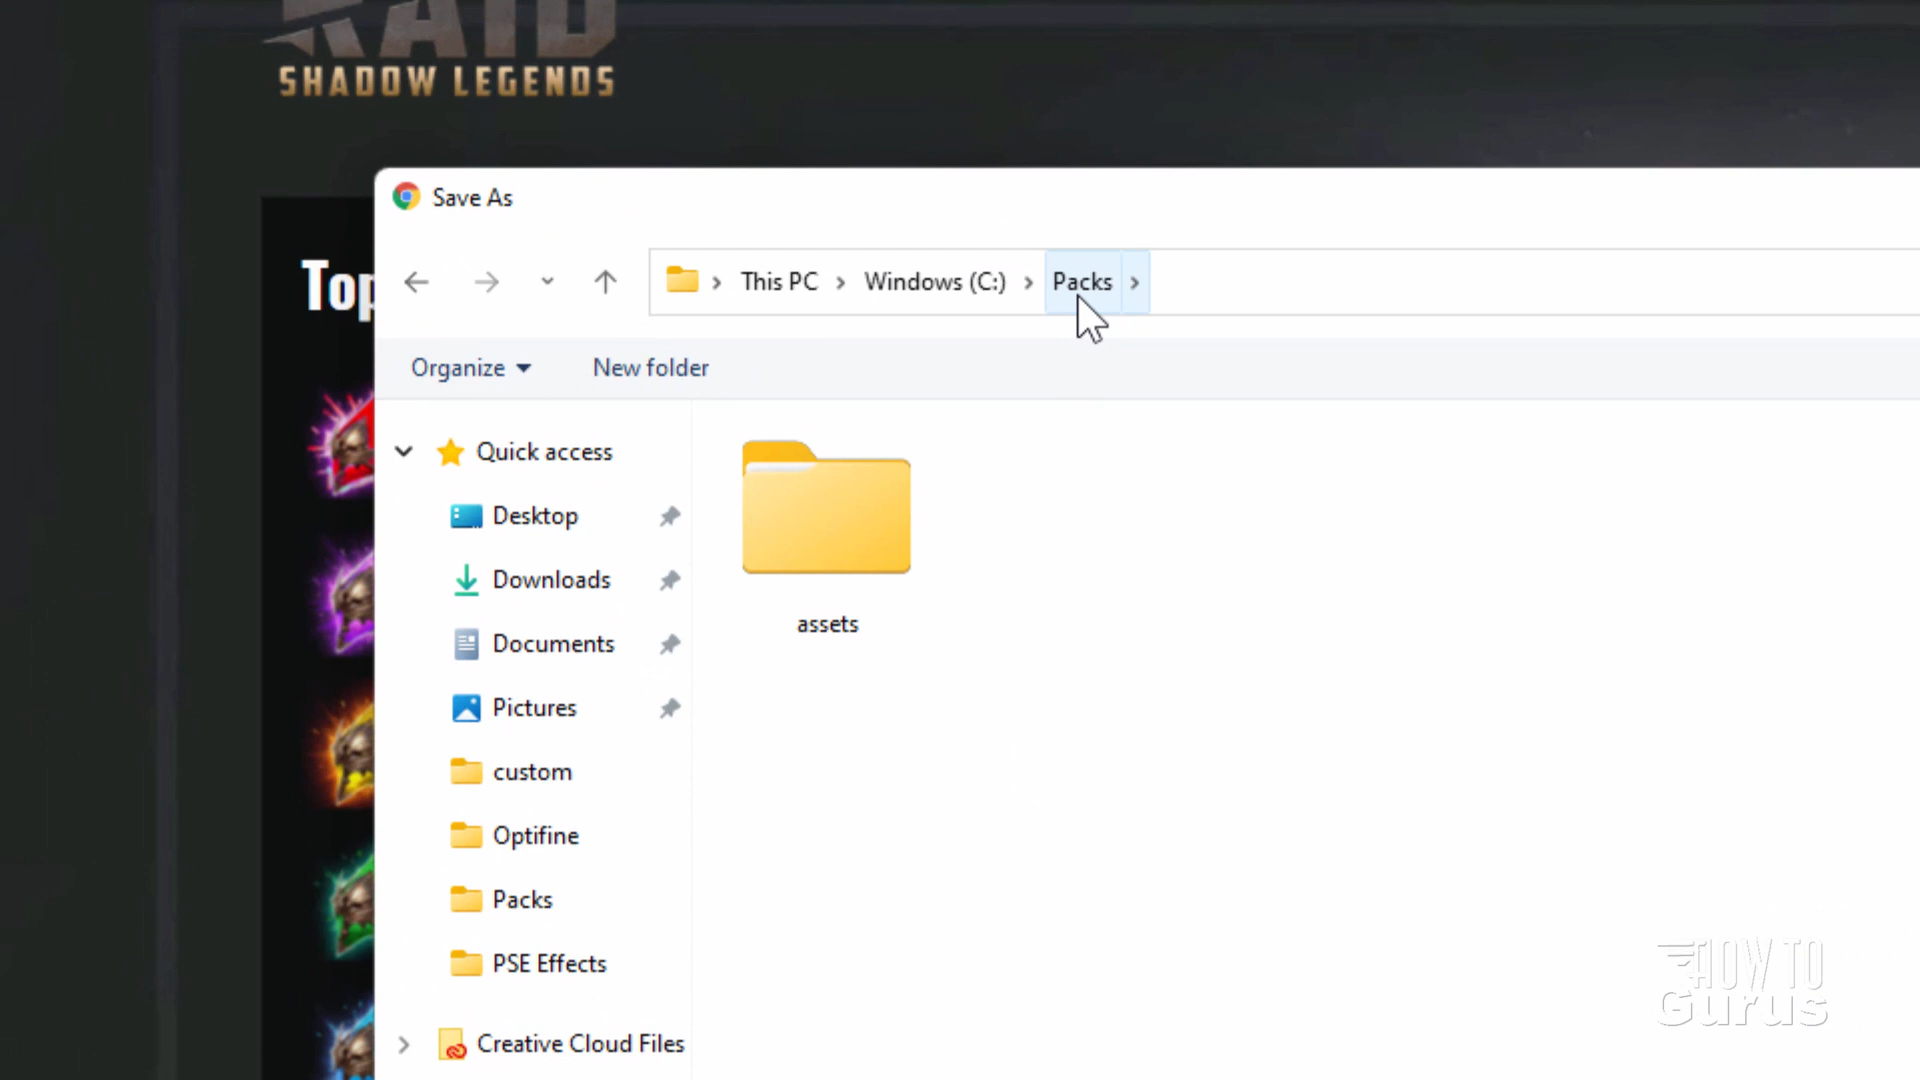 RAID
SHADOW LEGENDS
Top
Save As
This PC
Windows (C:)
Packs
Organize
New folder
Quick access
Desktop
Downloads
Documents
Pictures
custom
Optifine
Packs
PSE Effects
Creative Cloud Files
assets
HOW TO
Gurus